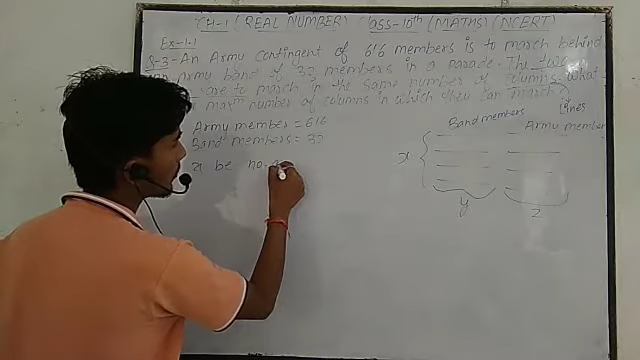 CH-1 (REAL NUMBER) Class-10th (MATHS) (NCERT)
Ex-1.1
Q-3- An Army contingent of 616 members is to march behind
an army band of 32 members in a parade. The two
are to march in the same number of columns. What
maxm number of columns in which they can march?
Lines
Army member = 616
Band members = 32
x be no.
Band members Army member
x
y z